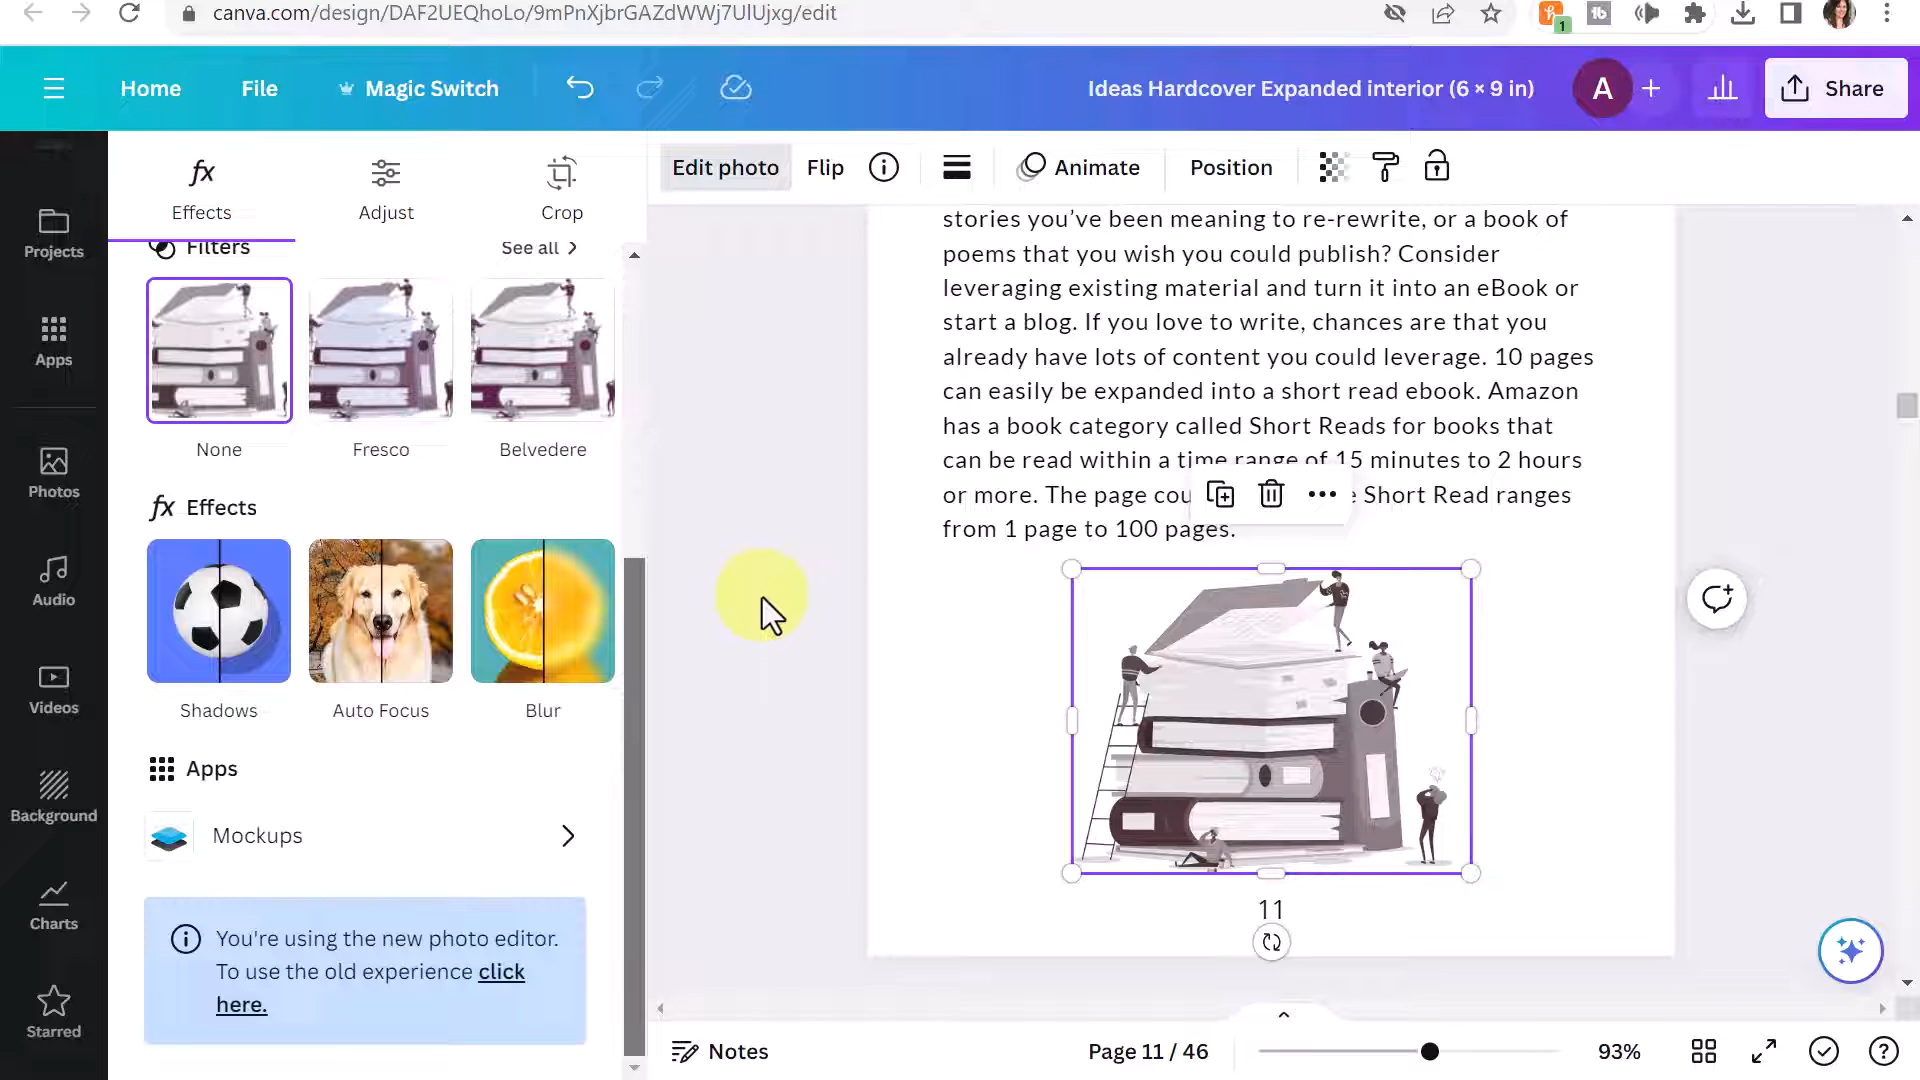 canva.com/design/DAF2UEQhoLo/9mPnXjbrGAZdWWj7UlUjxg/edit
1
Home File Magic Switch Ideas Hardcover Expanded interior (6 × 9 in) A Share
Effects Adjust Crop
Edit photo Flip Animate Position
Projects
Apps
Photos
Audio
Videos
Background
Charts
Starred
Filters See all
None Fresco Belvedere
fx Effects
Shadows Auto Focus Blur
Apps
Mockups
You're using the new photo editor.
To use the old experience click
here.
stories you've been meaning to re-rewrite, or a book of
poems that you wish you could publish? Consider
leveraging existing material and turn it into an eBook or
start a blog. If you love to write, chances are that you
already have lots of content you could leverage. 10 pages
can easily be expanded into a short read ebook. Amazon
has a book category called Short Reads for books that
can be read within a time range of 15 minutes to 2 hours
or more. The page Short Read ranges
from 1 page to 100 pages.
11
Notes Page 11 / 46 93%